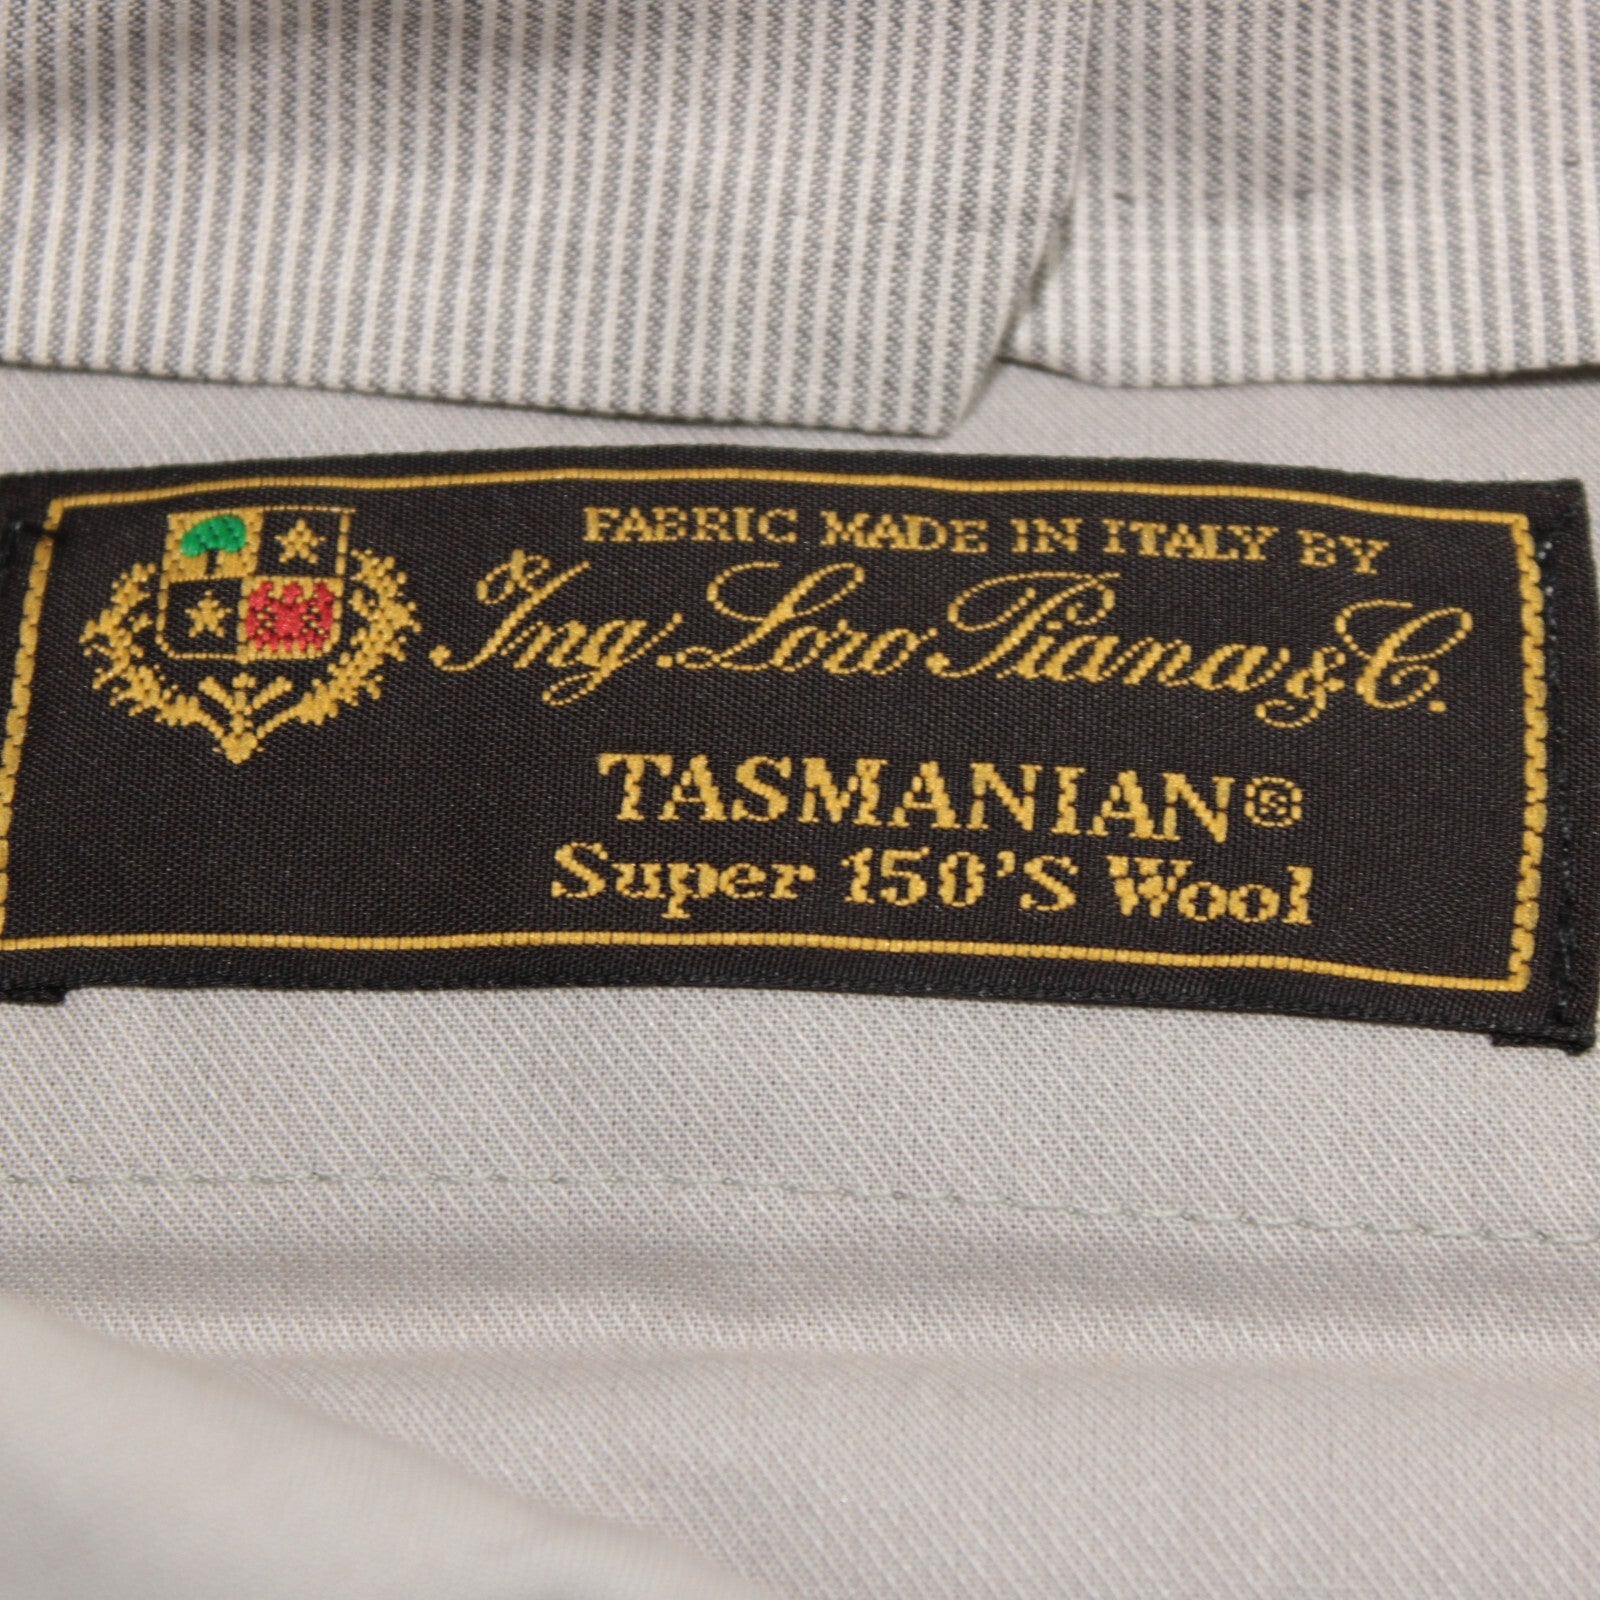 FABRIC MADE IN ITALY BY
Ing. Loro Piana & C.
TASMANIAN®
Super 150'S Wool